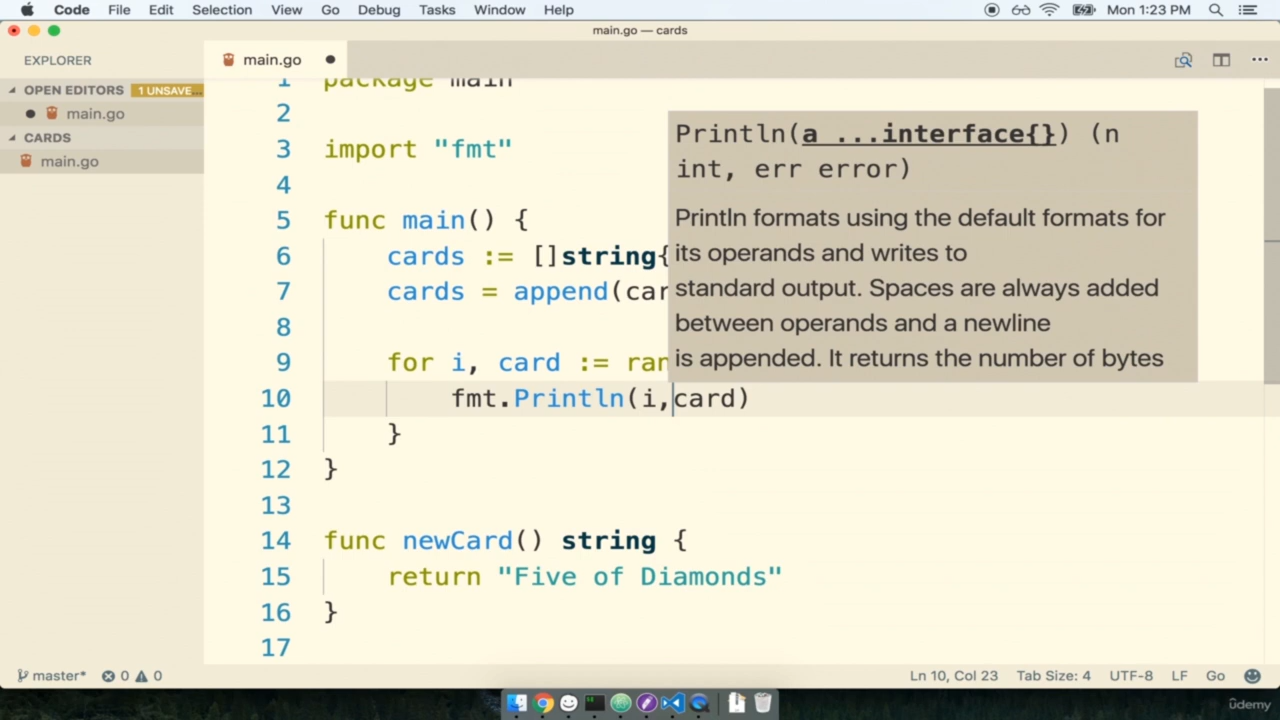 Code File Edit Selection View Go Debug Tasks Window Help Mon 1:23 PM
main.go — cards
EXPLORER
main.go
OPEN EDITORS 1 UNSAVE...
main.go
CARDS
main.go
1 package main
2
3 import "fmt"
4
5 func main() {
6 cards := []string{
7 cards = append(car
8
9 for i, card := ran
10 fmt.Println(i,card)
11 }
12 }
13
14 func newCard() string {
15 return "Five of Diamonds"
16 }
17
Println(a ...interface{}) (n
int, err error)
Println formats using the default formats for
its operands and writes to
standard output. Spaces are always added
between operands and a newline
is appended. It returns the number of bytes
master* 0 0 Ln 10, Col 23 Tab Size: 4 UTF-8 LF Go
ûdemy